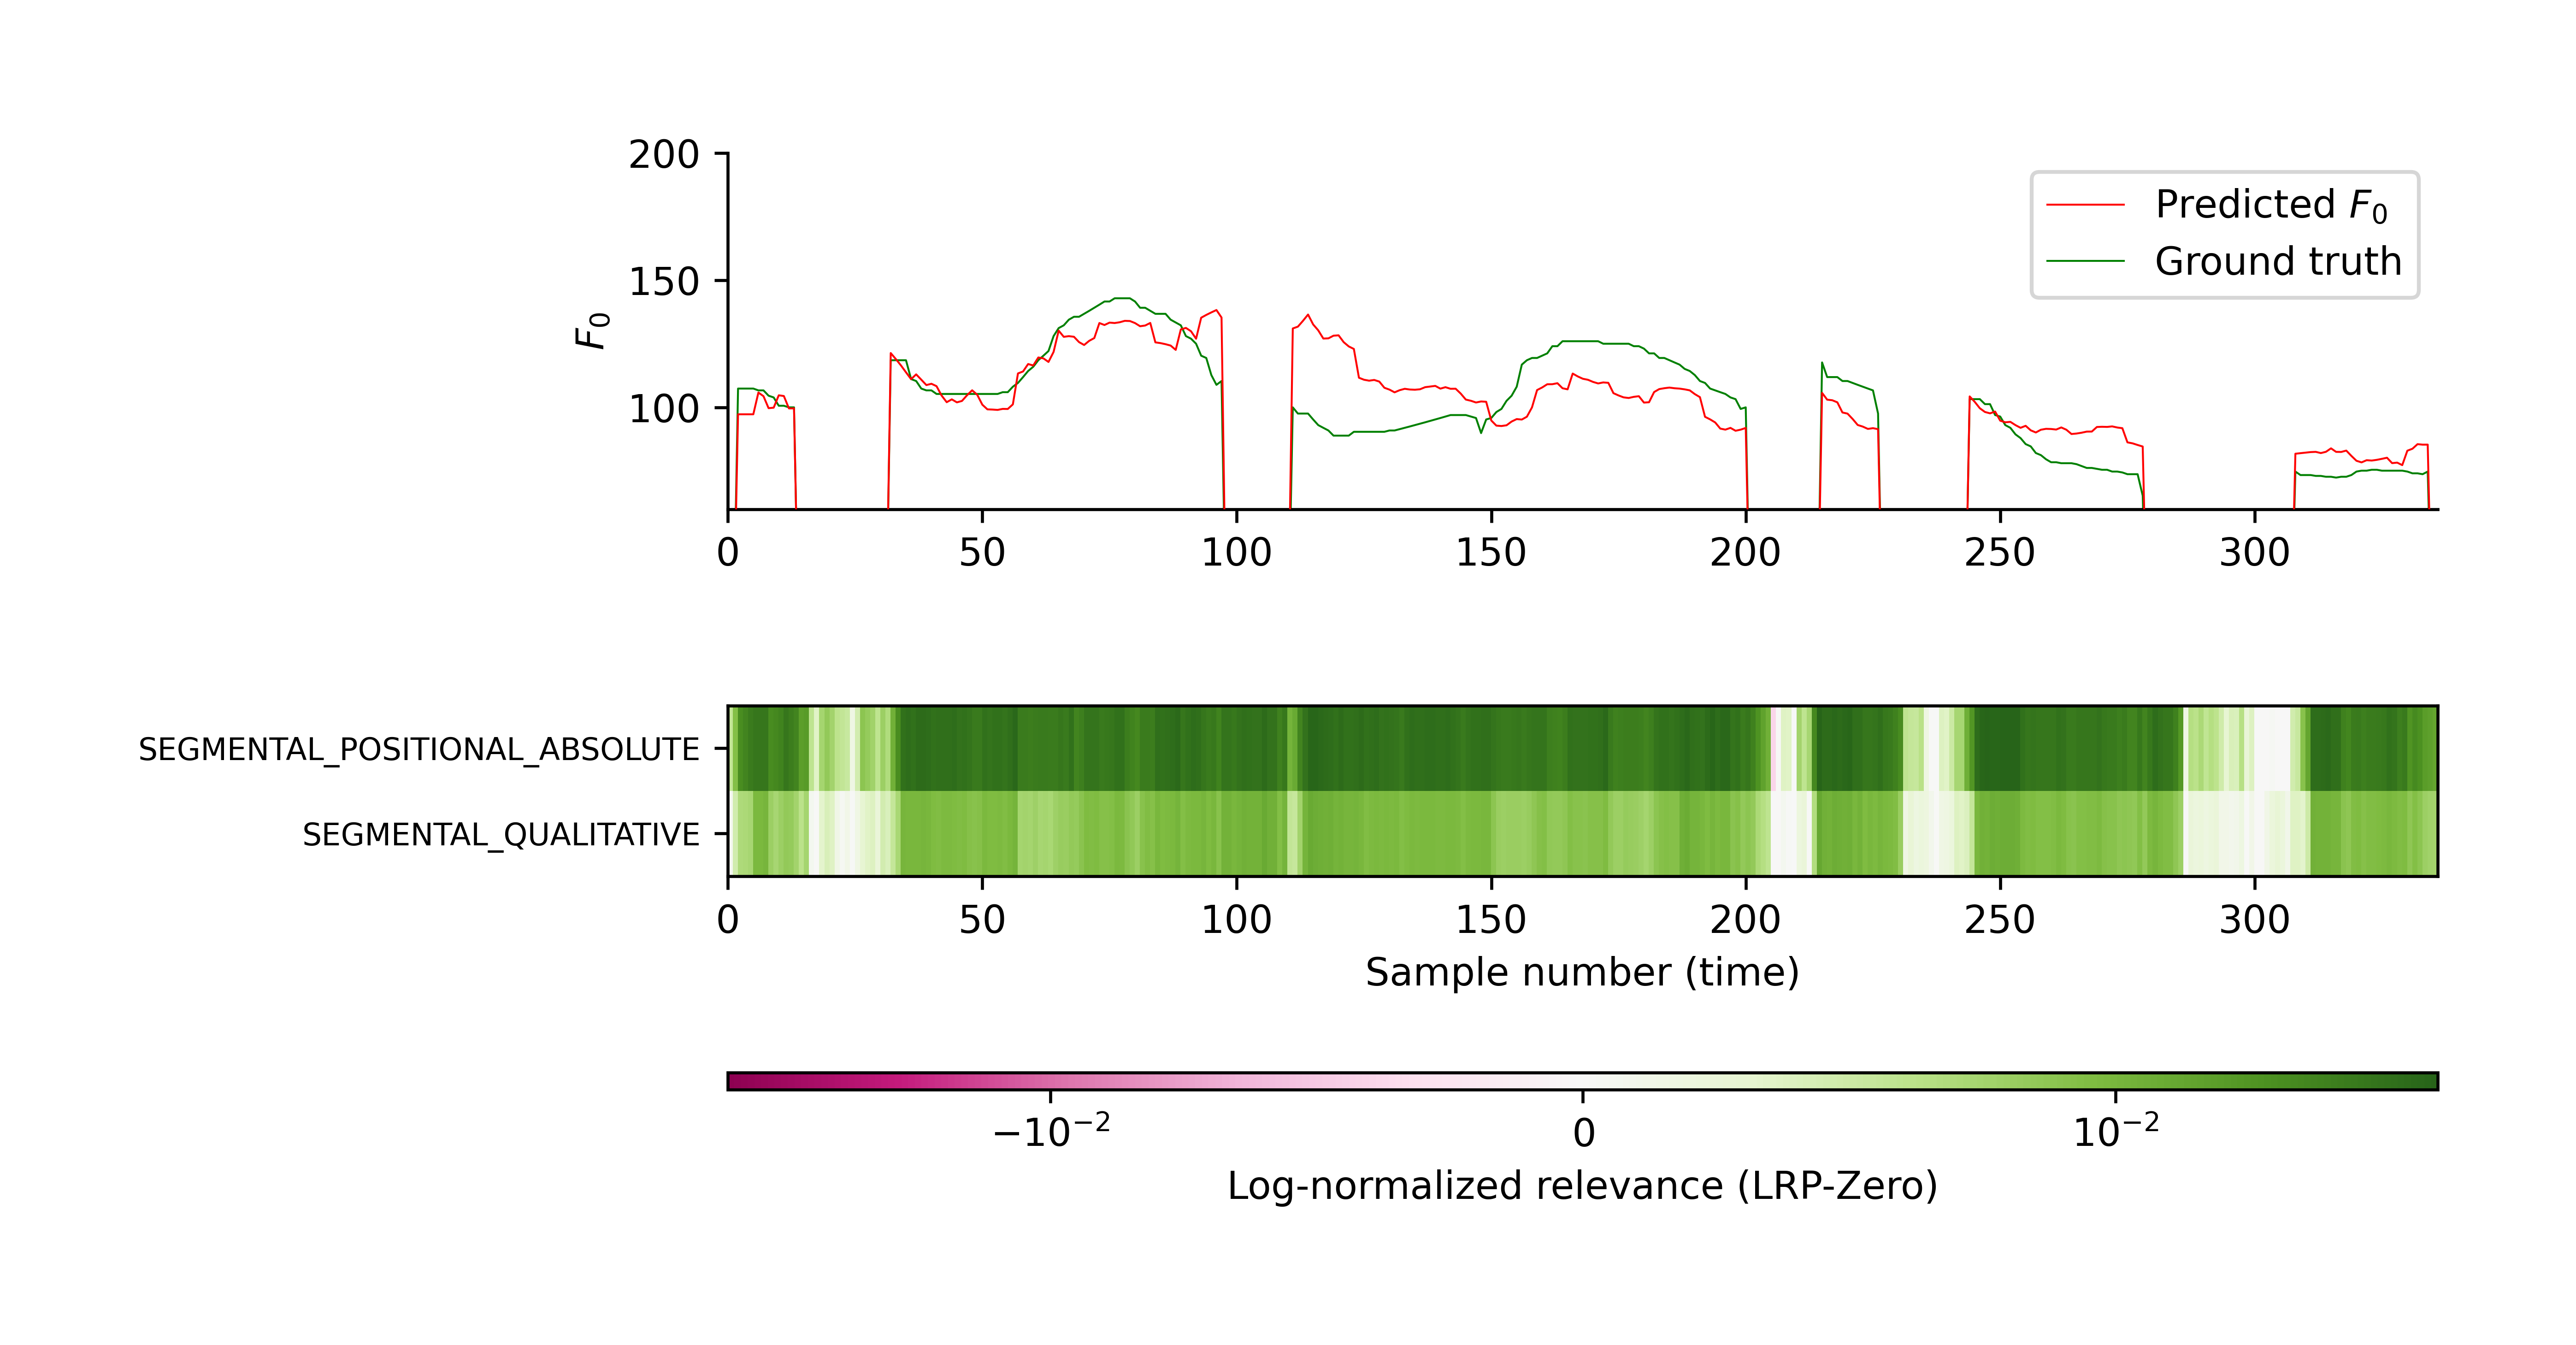 200
150
100
F₀
Predicted F₀
Ground truth
0 50 100 150 200 250 300
SEGMENTAL_POSITIONAL_ABSOLUTE
SEGMENTAL_QUALITATIVE
0 50 100 150 200 250 300
Sample number (time)
−10⁻² 0 10⁻²
Log-normalized relevance (LRP-Zero)